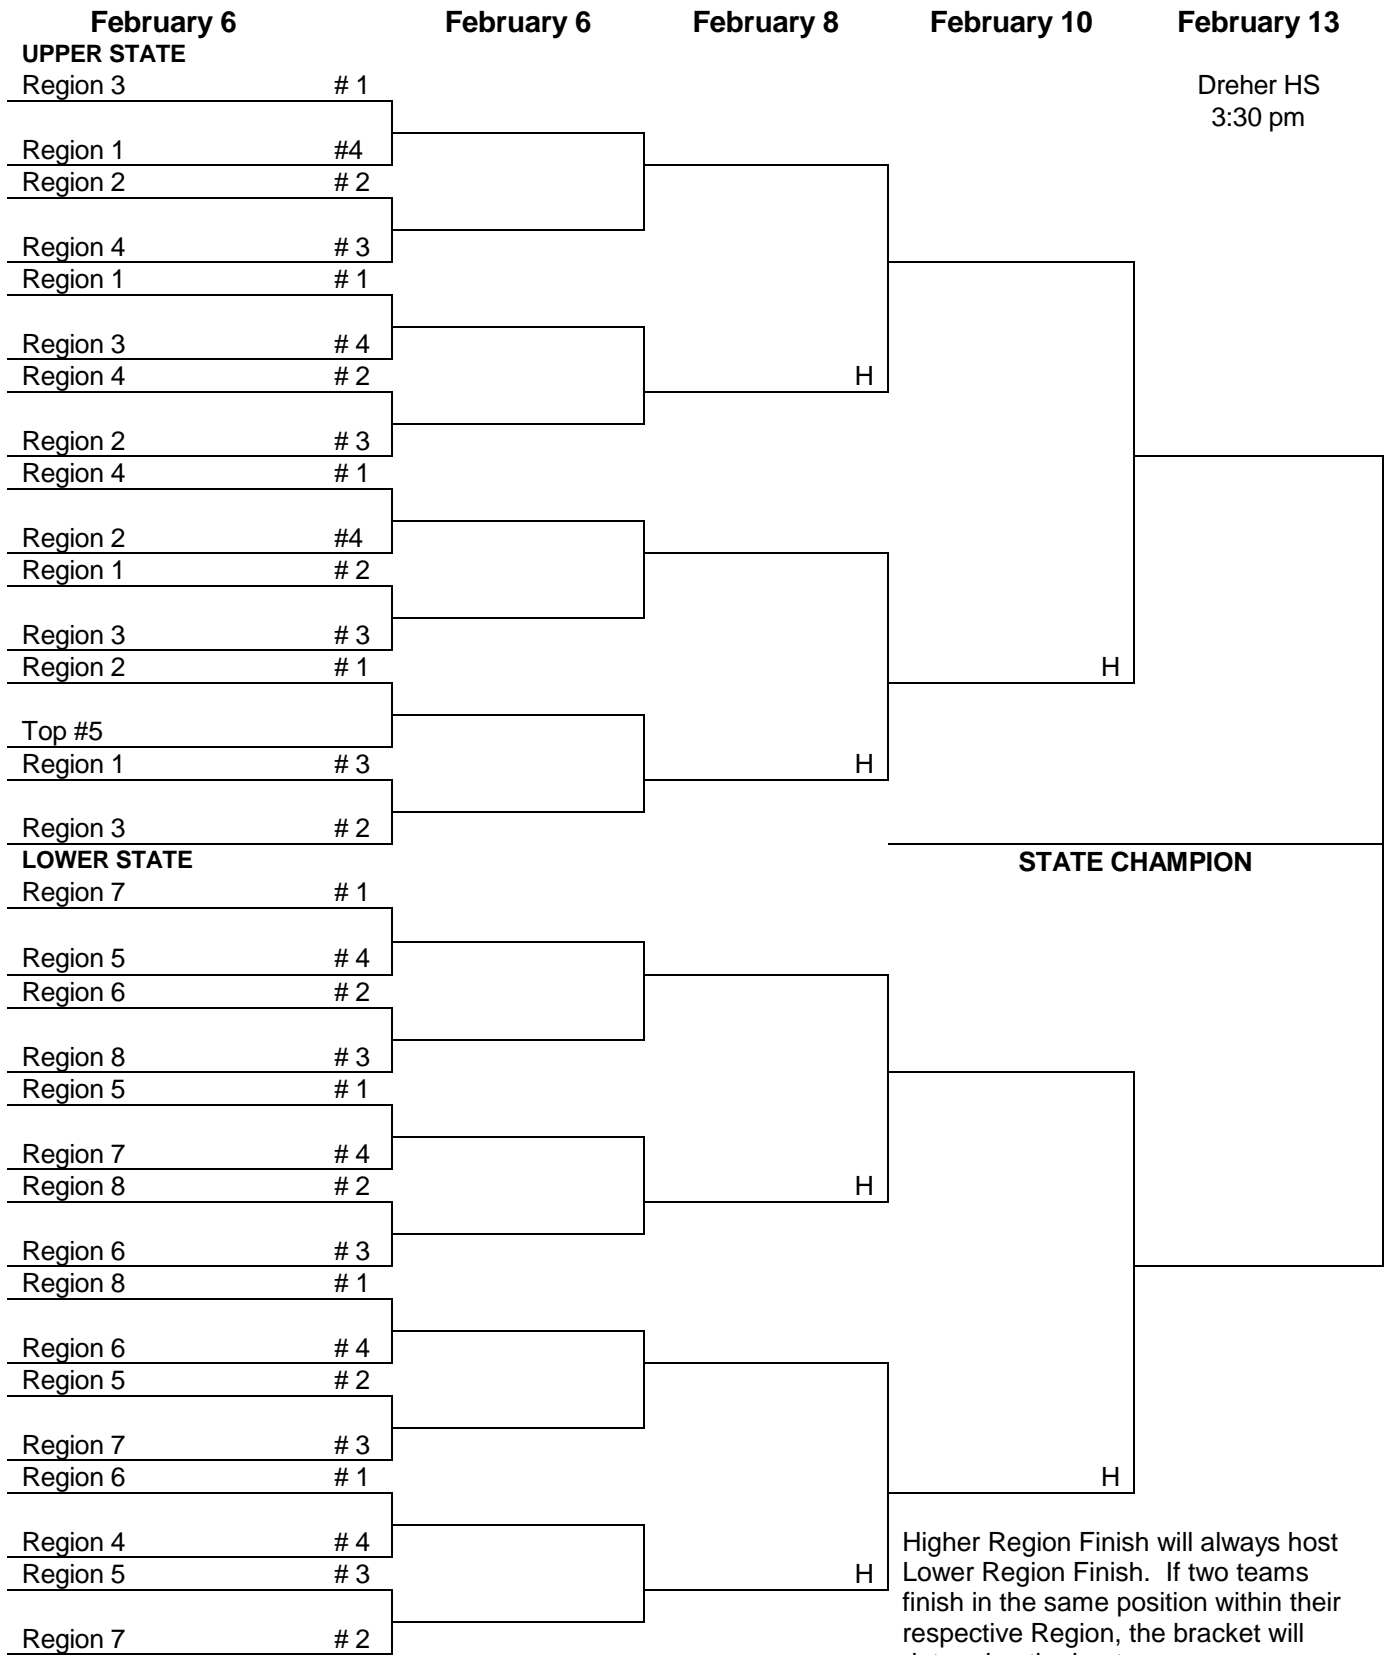 February 6 February 6 February 8 February 10 February 13
UPPER STATE
Region 3 # 1 Dreher HS
3:30 pm
Region 1 #4
Region 2 # 2
Region 4 # 3
Region 1 # 1
Region 3 # 4
Region 4 # 2 H
Region 2 # 3
Region 4 # 1
Region 2 #4
Region 1 # 2
Region 3 # 3
Region 2 # 1 H
Top #5
Region 1 # 3 H
Region 3 # 2
LOWER STATE STATE CHAMPION
Region 7 # 1
Region 5 # 4
Region 6 # 2
Region 8 # 3
Region 5 # 1
Region 7 # 4
Region 8 # 2 H
Region 6 # 3
Region 8 # 1
Region 6 # 4
Region 5 # 2
Region 7 # 3
Region 6 # 1 H
Region 4 # 4 Higher Region Finish will always host
Region 5 # 3 H Lower Region Finish. If two teams
finish in the same position within their
Region 7 # 2 respective Region, the bracket will